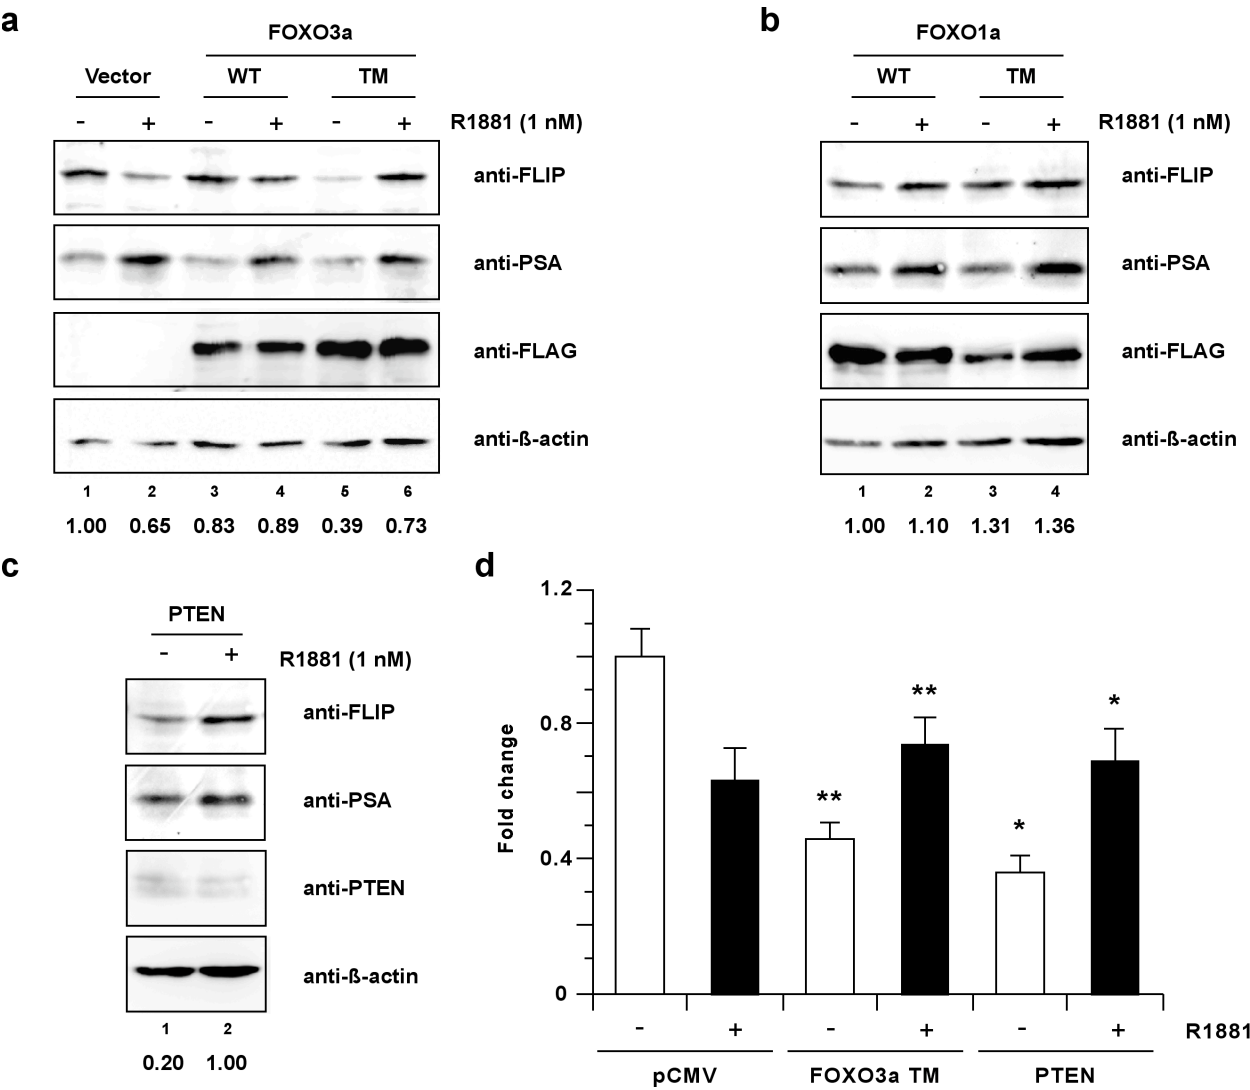 a
FOXO3a
Vector WT TM
- + - + - + R1881 (1 nM)
anti-FLIP
anti-PSA
anti-FLAG
anti-ß-actin
1 2 3 4 5 6
1.00 0.65 0.83 0.89 0.39 0.73
b
FOXO1a
WT TM
- + - + R1881 (1 nM)
anti-FLIP
anti-PSA
anti-FLAG
anti-ß-actin
1 2 3 4
1.00 1.10 1.31 1.36
c
PTEN
- + R1881 (1 nM)
anti-FLIP
anti-PSA
anti-PTEN
anti-ß-actin
1 2
0.20 1.00
d
Fold change
1.2
0.8
0.4
0
** ** * *
- + - + - + R1881
pCMV FOXO3a TM PTEN